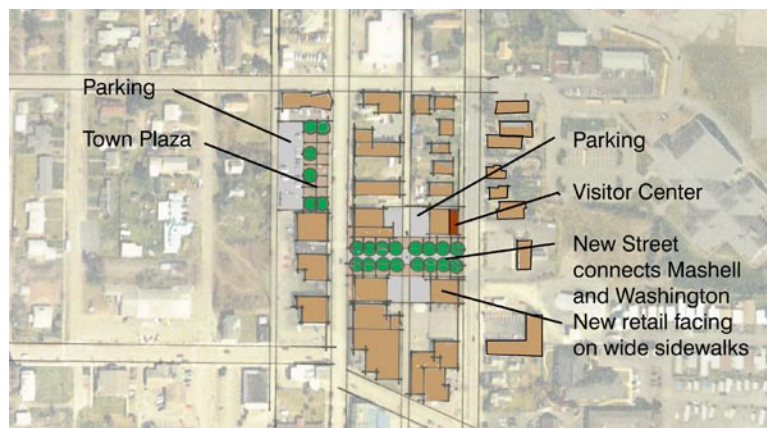 Parking
Town Plaza
Parking
Visitor Center
New Street
connects Mashell
and Washington
New retail facing
on wide sidewalks